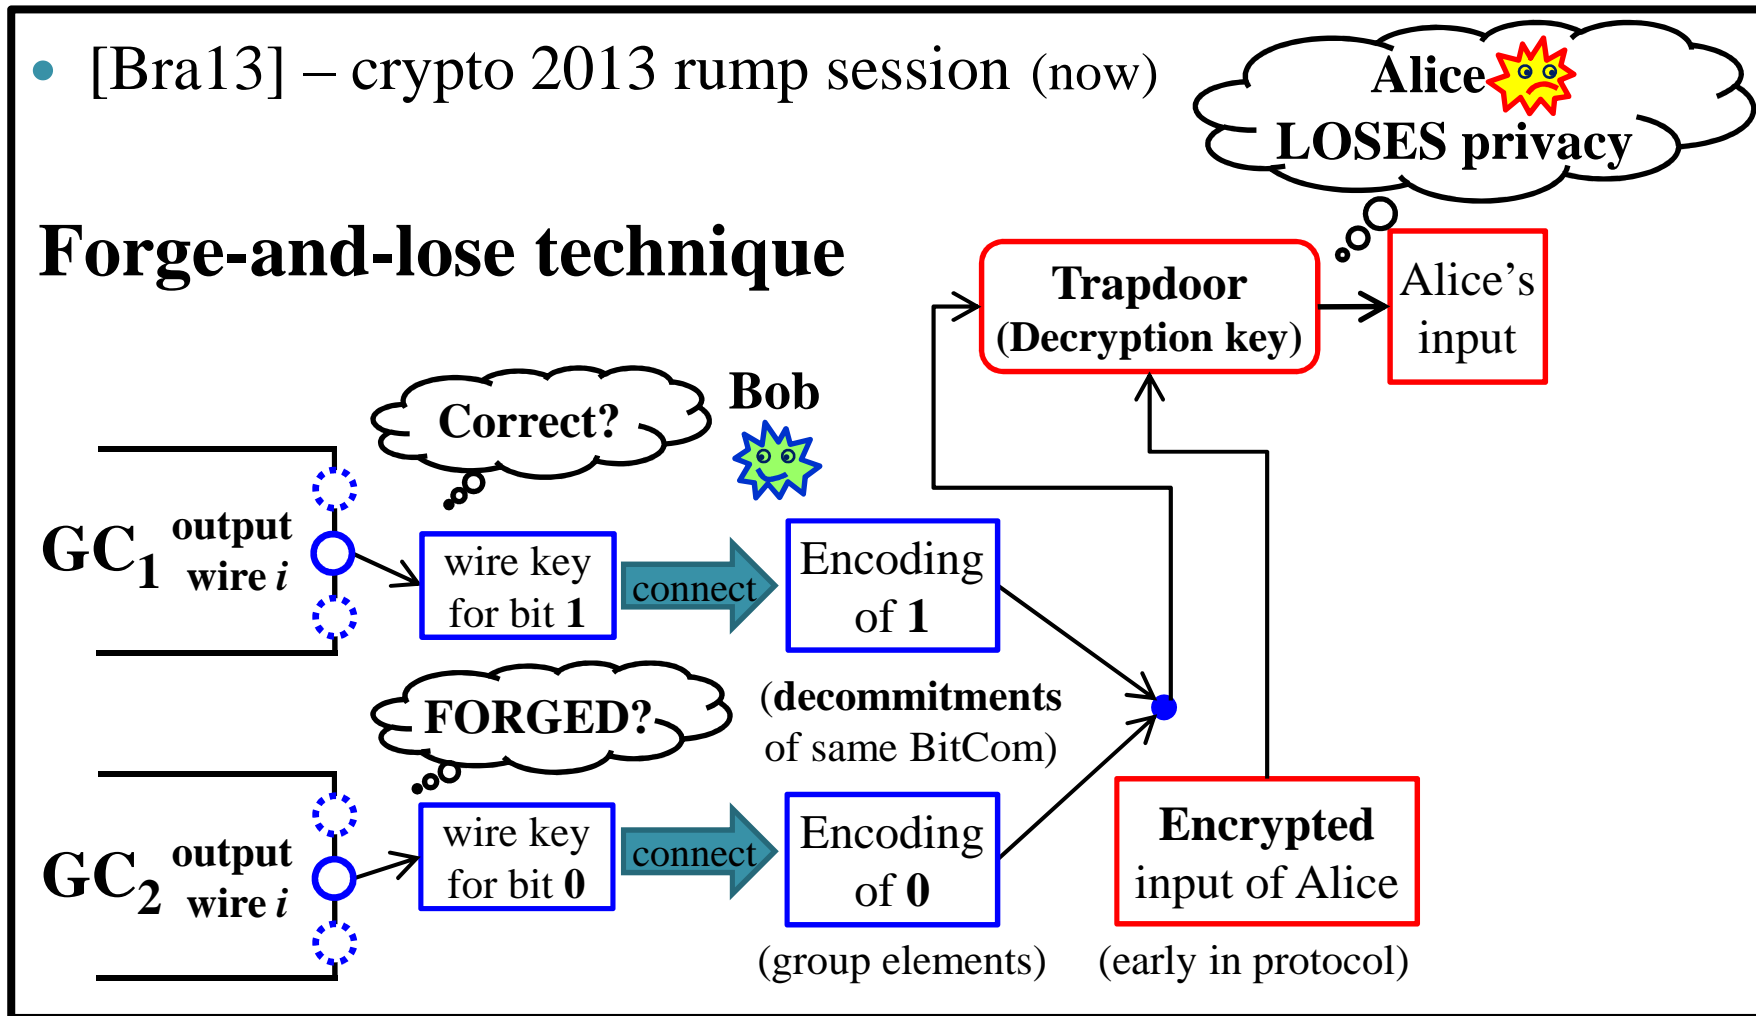 • [Bra13] – crypto 2013 rump session (now)
Alice
LOSES privacy
Forge-and-lose technique
Trapdoor
(Decryption key)
Alice’s
input
Correct?
Bob
GC1
output
wire i
wire key
for bit 1
connect
Encoding
of 1
FORGED?
(decommitments
of same BitCom)
GC2
output
wire i
wire key
for bit 0
connect
Encoding
of 0
(group elements)
Encrypted
input of Alice
(early in protocol)